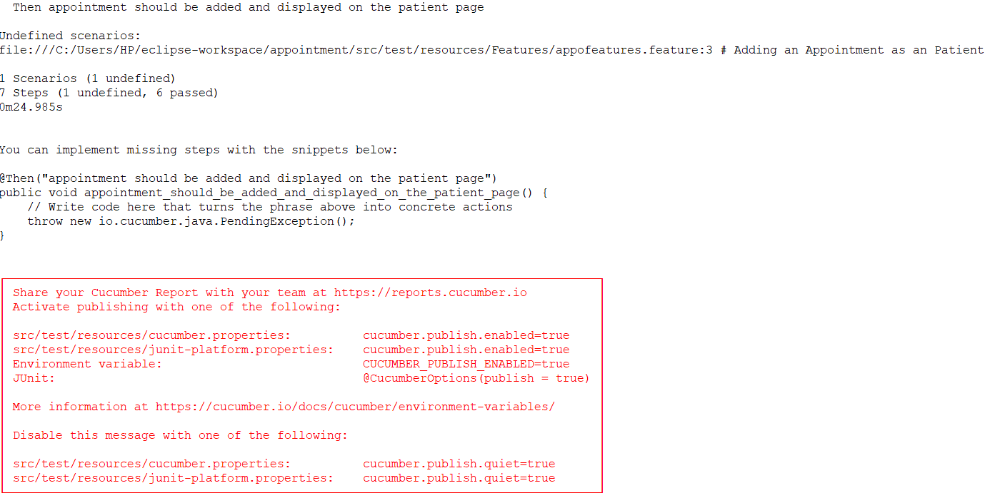 Then appointment should be added and displayed on the patient page
Undefined scenarios:
file:///C:/Users/HP/eclipse-workspace/appointment/src/test/resources/Features/appofeatures.feature:3 # Adding an Appointment as an Patient
1 Scenarios (1 undefined)
7 Steps (1 undefined, 6 passed)
0m24.985s
You can implement missing steps with the snippets below:
@Then("appointment should be added and displayed on the patient page")
public void appointment_should_be_added_and_displayed_on_the_patient_page() {
    // Write code here that turns the phrase above into concrete actions
    throw new io.cucumber.java.PendingException();
}
Share your Cucumber Report with your team at https://reports.cucumber.io
Activate publishing with one of the following:
src/test/resources/cucumber.properties:          cucumber.publish.enabled=true
src/test/resources/junit-platform.properties:    cucumber.publish.enabled=true
Environment variable:                            CUCUMBER_PUBLISH_ENABLED=true
JUnit:                                           @CucumberOptions(publish = true)
More information at https://cucumber.io/docs/cucumber/environment-variables/
Disable this message with one of the following:
src/test/resources/cucumber.properties:          cucumber.publish.quiet=true
src/test/resources/junit-platform.properties:    cucumber.publish.quiet=true